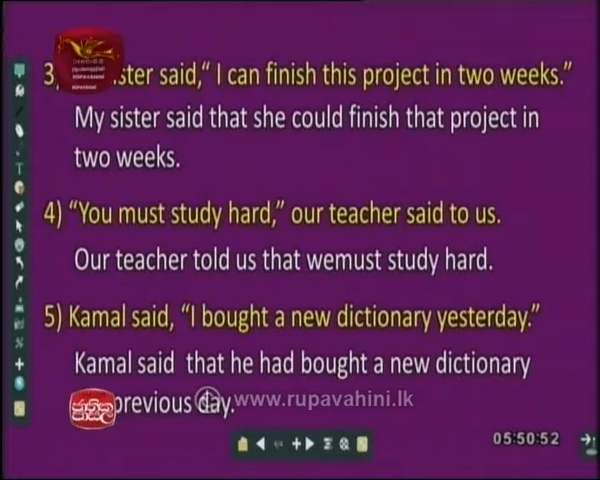 3) ister said,“ I can finish this project in two weeks.”
My sister said that she could finish that project in
two weeks.
4) “You must study hard,” our teacher said to us.
Our teacher told us that wemust study hard.
5) Kamal said, “I bought a new dictionary yesterday.”
Kamal said  that he had bought a new dictionary
previous day.
www.rupavahini.lk
05:50:52